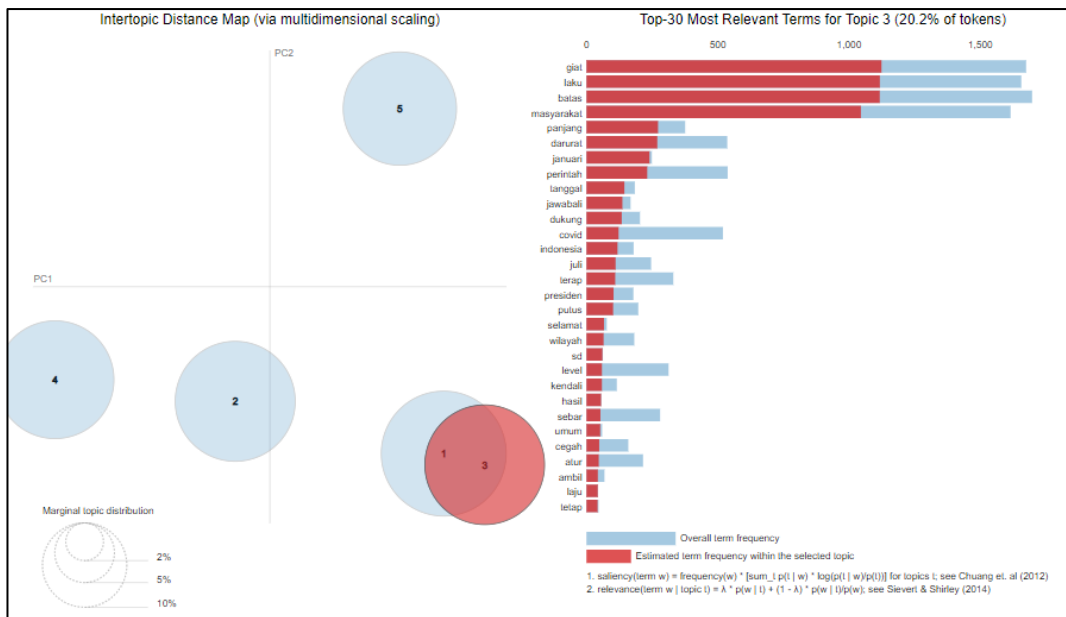 Intertopic Distance Map (via multidimensional scaling)
PC2
PC1
5
4
2
1
3
Marginal topic distribution
2%
5%
10%
Top-30 Most Relevant Terms for Topic 3 (20.2% of tokens)
0 500 1,000 1,500
giat
laku
batas
masyarakat
panjang
darurat
januari
perintah
tanggal
jawabali
dukung
covid
indonesia
juli
terap
presiden
putus
selamat
wilayah
sd
level
kendali
hasil
sebar
umum
cegah
atur
ambil
laju
tetap
Overall term frequency
Estimated term frequency within the selected topic
1. saliency(term w) = frequency(w) * [sum_t p(t | w) * log(p(t | w)/p(t))] for topics t; see Chuang et. al (2012)
2. relevance(term w | topic t) = λ * p(w | t) + (1 - λ) * p(w | t)/p(w); see Sievert & Shirley (2014)